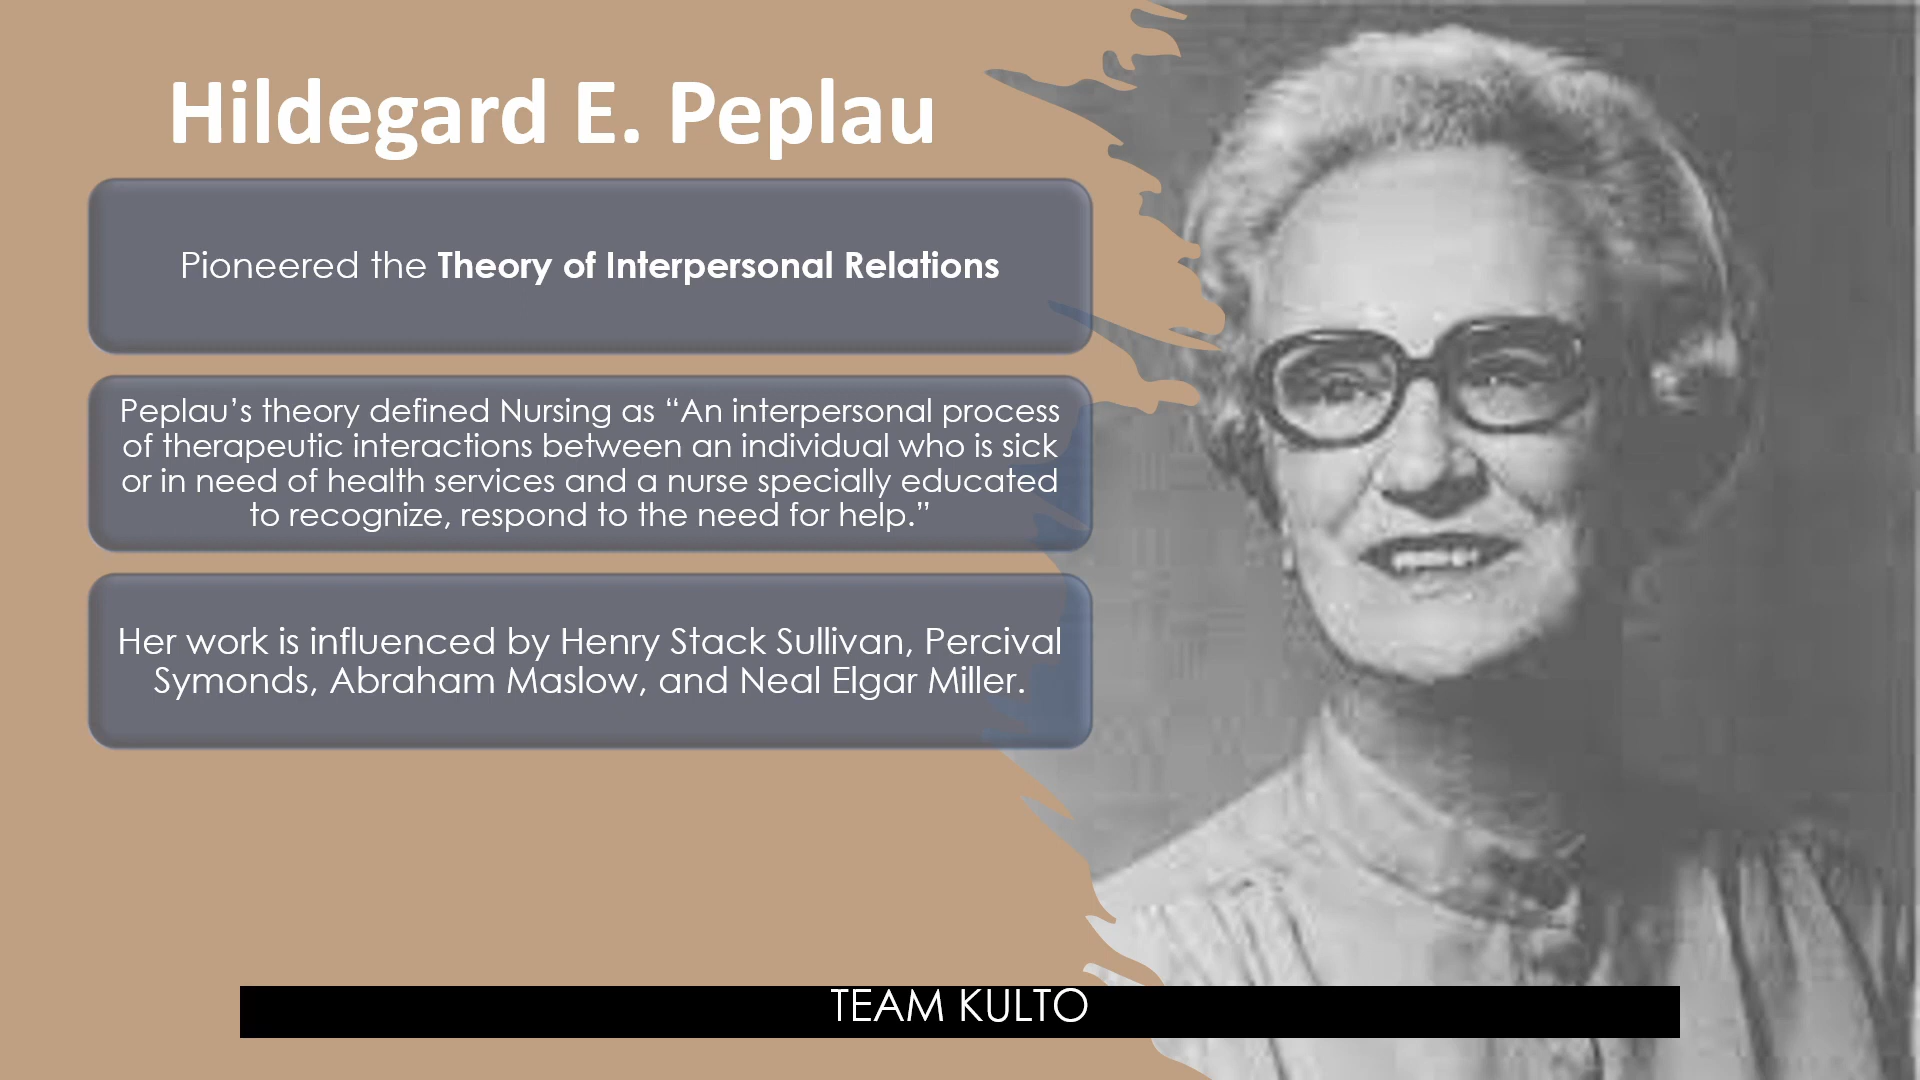 Hildegard E. Peplau
Pioneered the Theory of Interpersonal Relations
Peplau’s theory defined Nursing as “An interpersonal process
of therapeutic interactions between an individual who is sick
or in need of health services and a nurse specially educated
to recognize, respond to the need for help.”
Her work is influenced by Henry Stack Sullivan, Percival
Symonds, Abraham Maslow, and Neal Elgar Miller.
TEAM KULTO